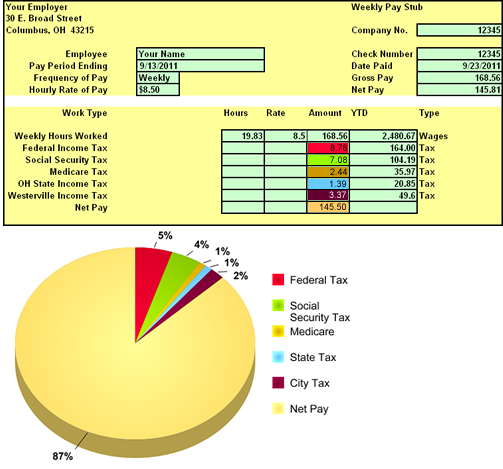 Your Employer Weekly Pay Stub
30 E. Broad Street
Columbus, OH 43215 Company No. 12345
Employee Your Name Check Number 12345
Pay Period Ending 9/13/2011 Date Paid 9/23/2011
Frequency of Pay Weekly Gross Pay 168.56
Hourly Rate of Pay $8.50 Net Pay 145.81
Work Type Hours Rate Amount YTD Type
Weekly Hours Worked 19.83 8.5 168.56 2,480.67 Wages
Federal Income Tax 8.78 164.00 Tax
Social Security Tax 7.08 104.19 Tax
Medicare Tax 2.44 35.97 Tax
OH State Income Tax 1.39 20.85 Tax
Westerville Income Tax 3.37 49.6 Tax
Net Pay 145.50
5%
4%
1%
1%
2%
87%
Federal Tax
Social
Security Tax
Medicare
State Tax
City Tax
Net Pay